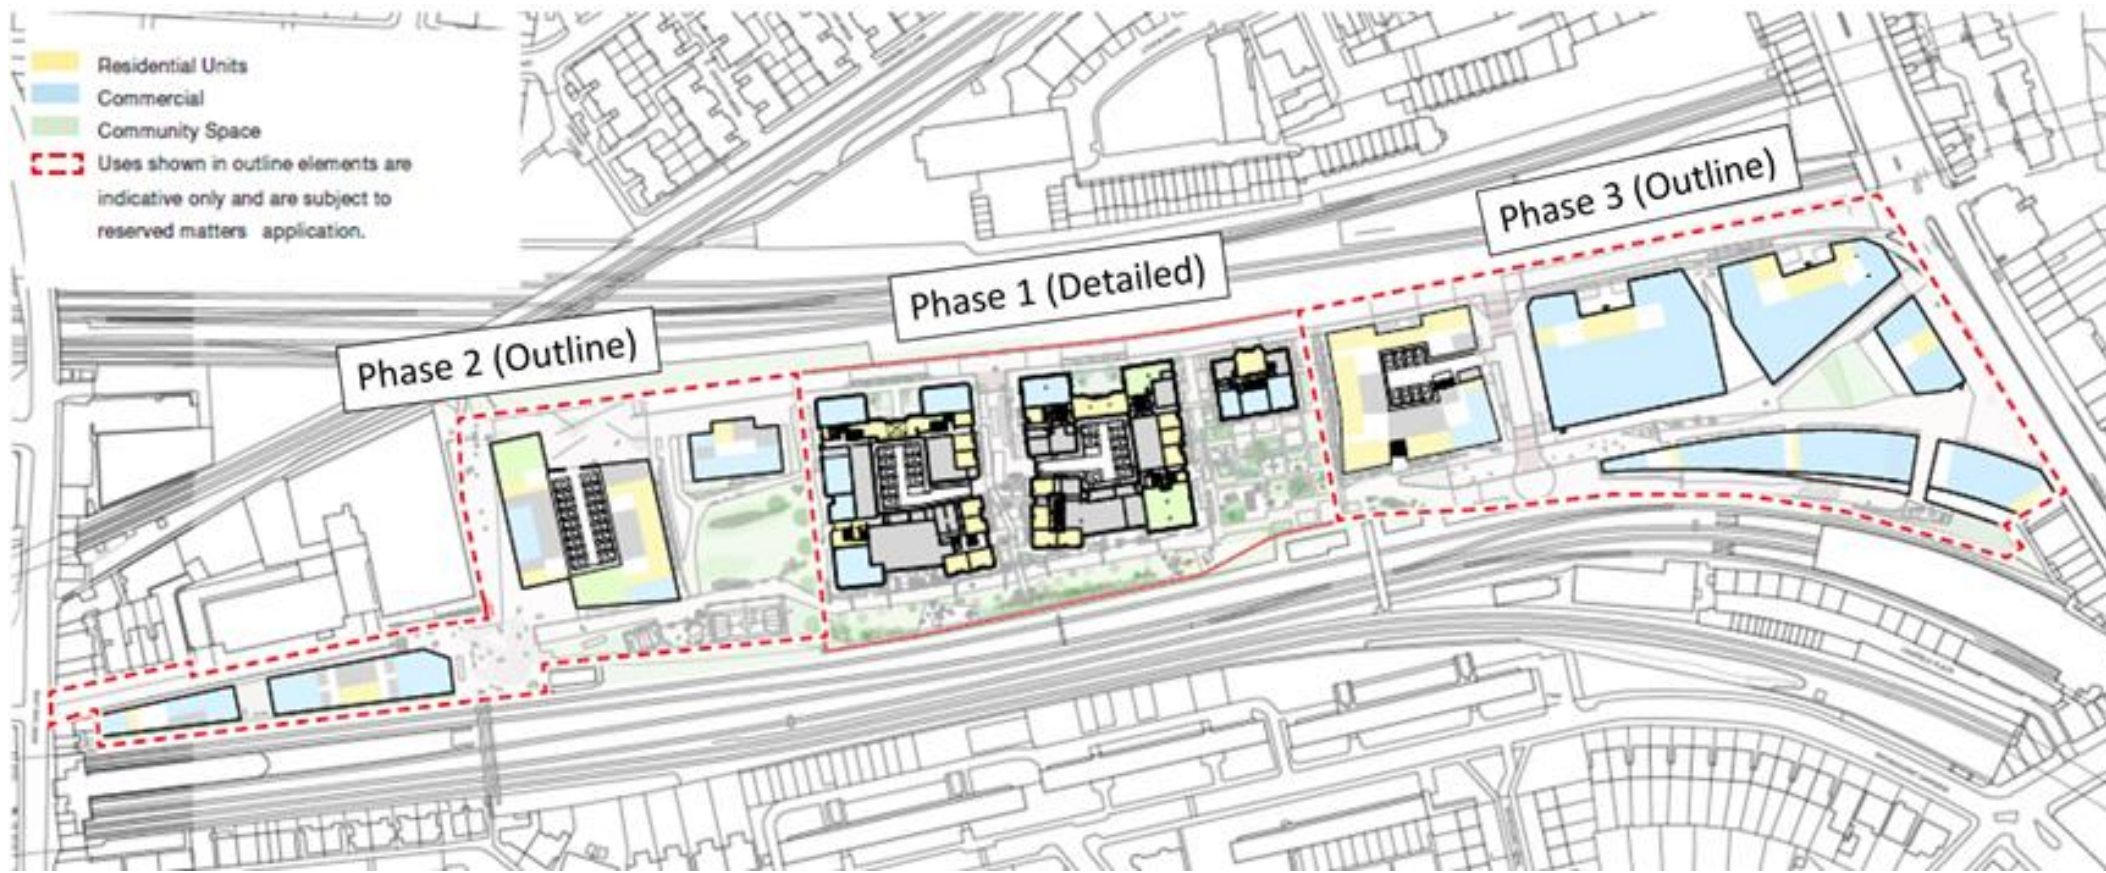 Residential Units
Commercial
Community Space
Uses shown in outline elements are
indicative only and are subject to
reserved matters application.
Phase 2 (Outline)
Phase 1 (Detailed)
Phase 3 (Outline)